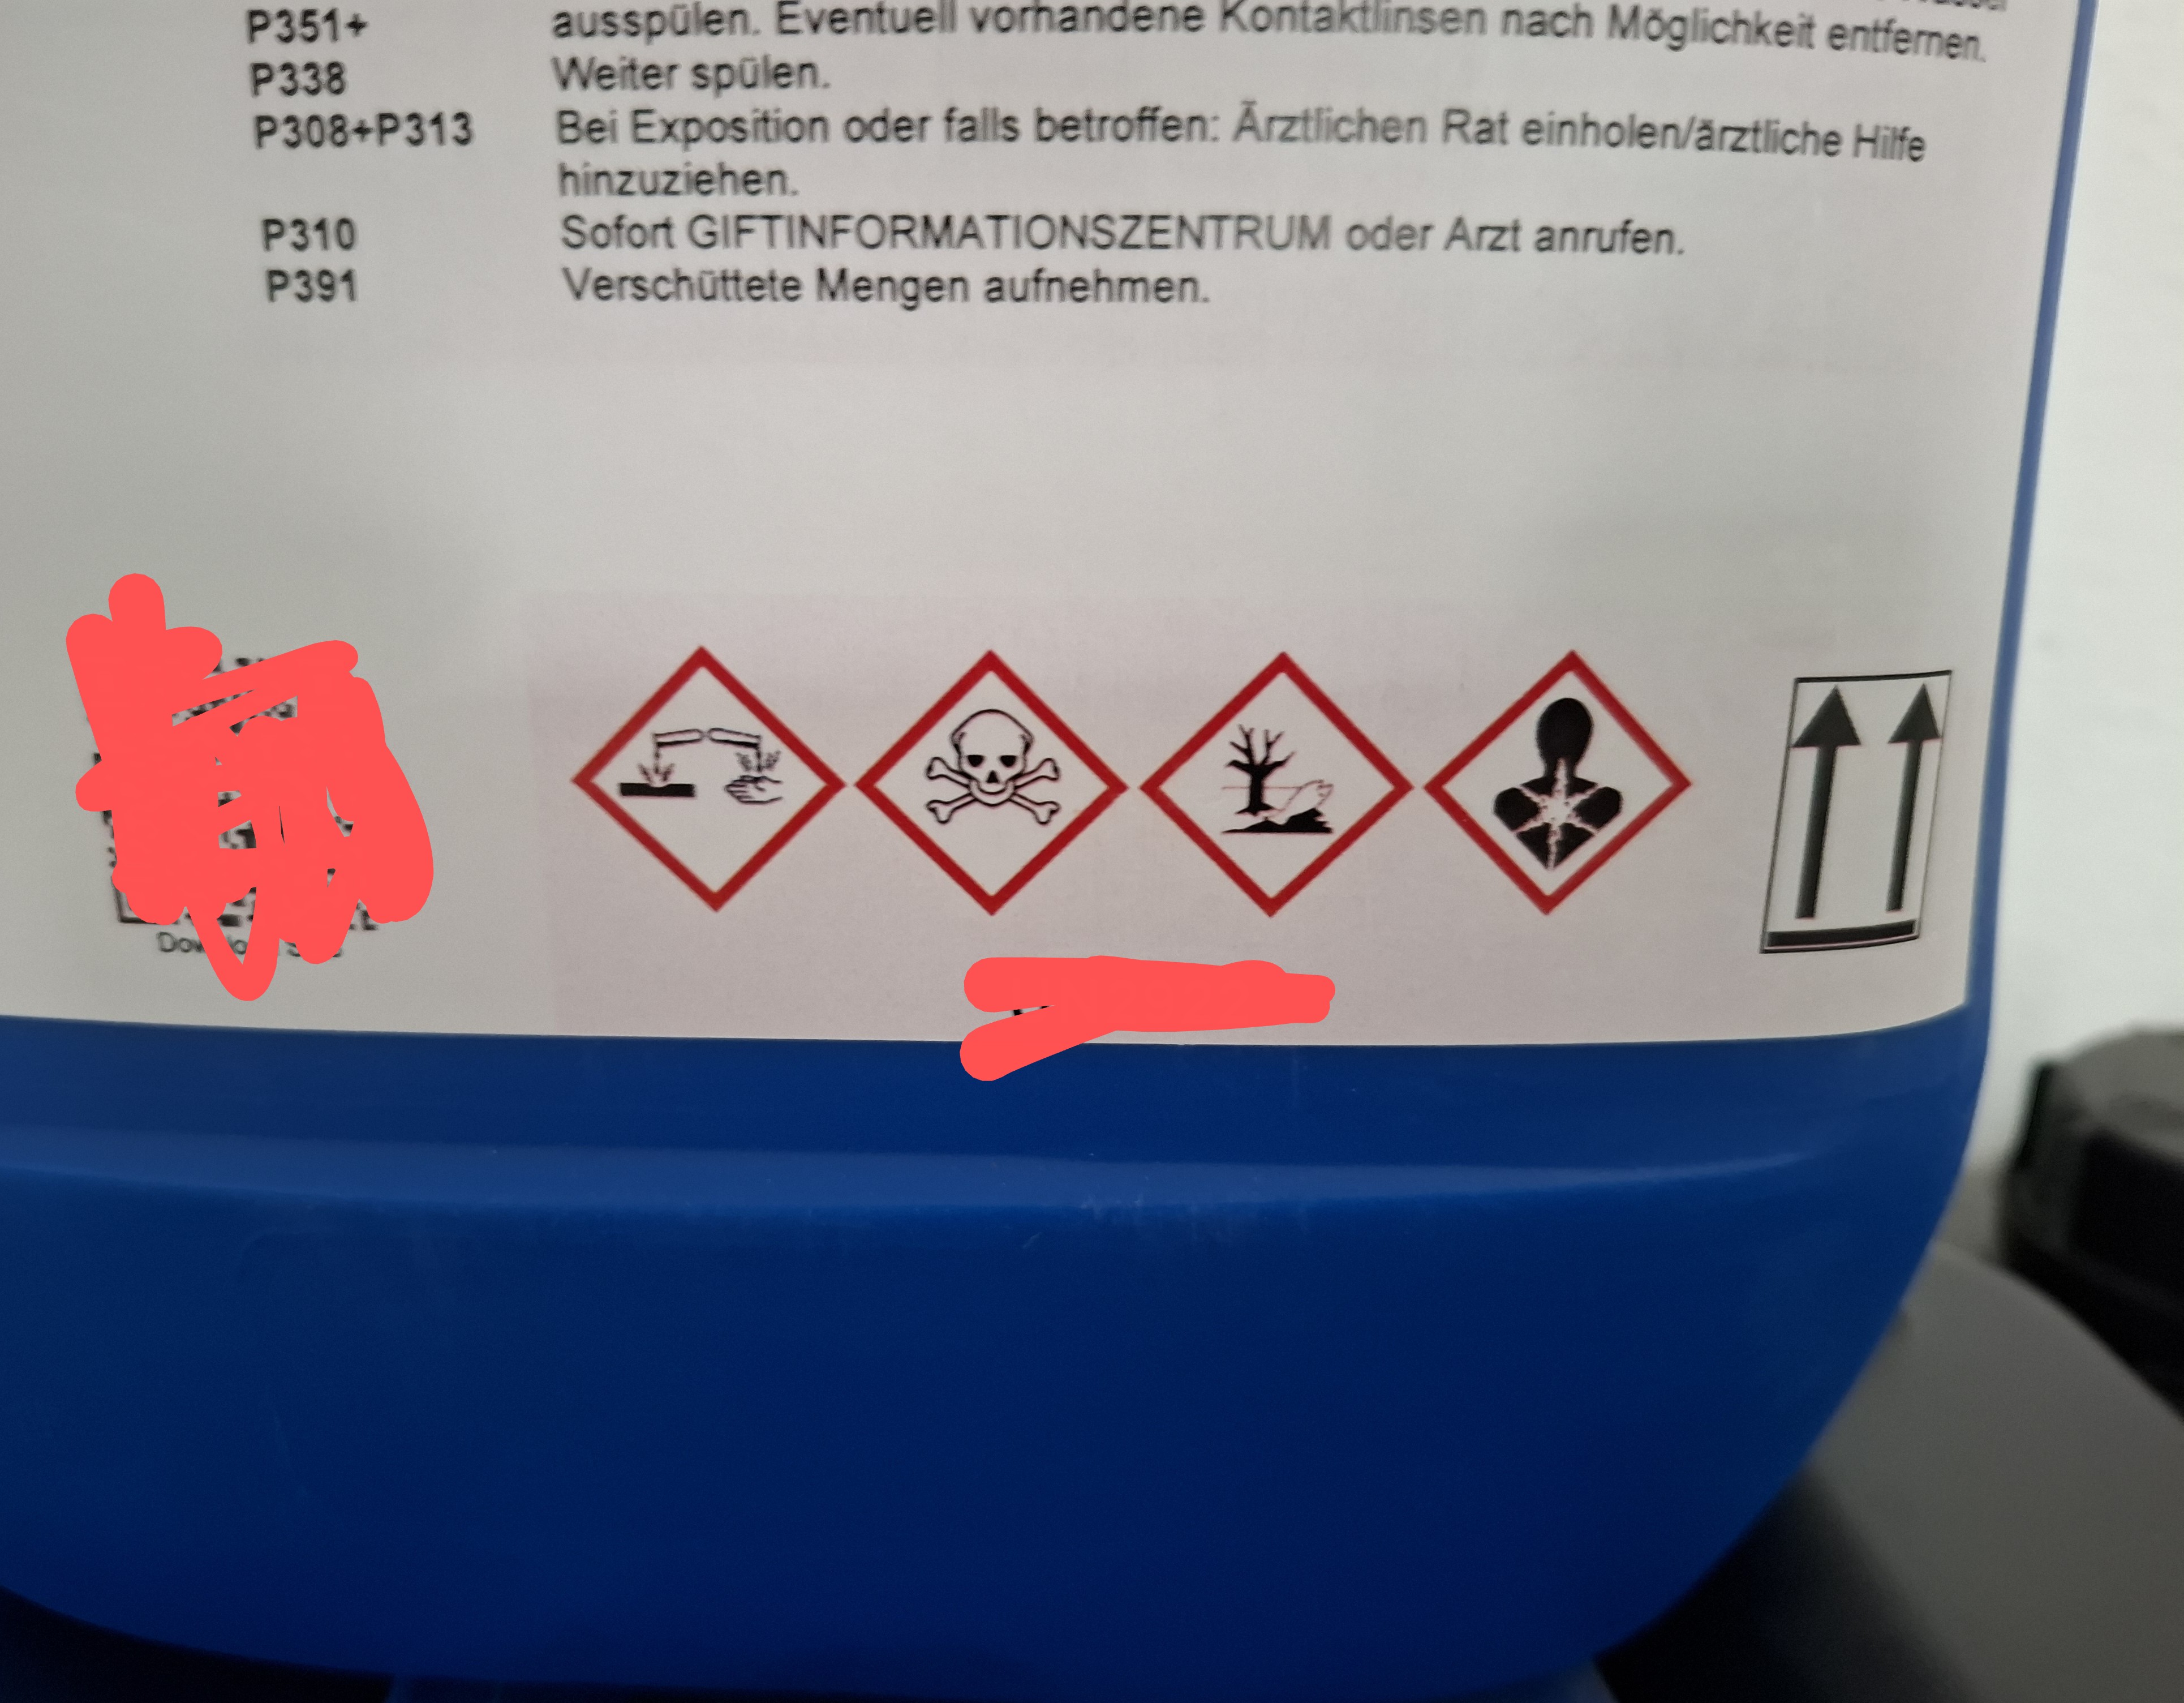 P351+ ausspülen. Eventuell vorhandene Kontaktlinsen nach Möglichkeit entfernen.
P338 Weiter spülen.
P308+P313 Bei Exposition oder falls betroffen: Ärztlichen Rat einholen/ärztliche Hilfe
hinzuziehen.
P310 Sofort GIFTINFORMATIONSZENTRUM oder Arzt anrufen.
P391 Verschüttete Mengen aufnehmen.